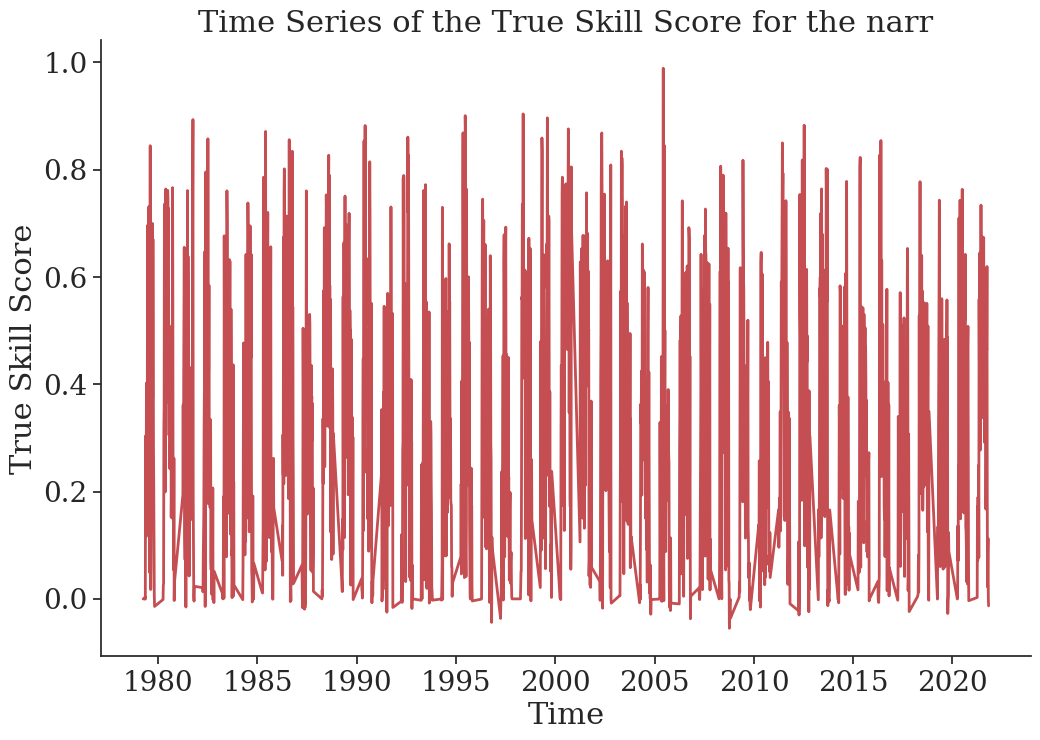 Time Series of the True Skill Score for the narr
True Skill Score
1.0
0.8
0.6
0.4
0.2
0.0
1980 1985 1990 1995 2000 2005 2010 2015 2020
Time